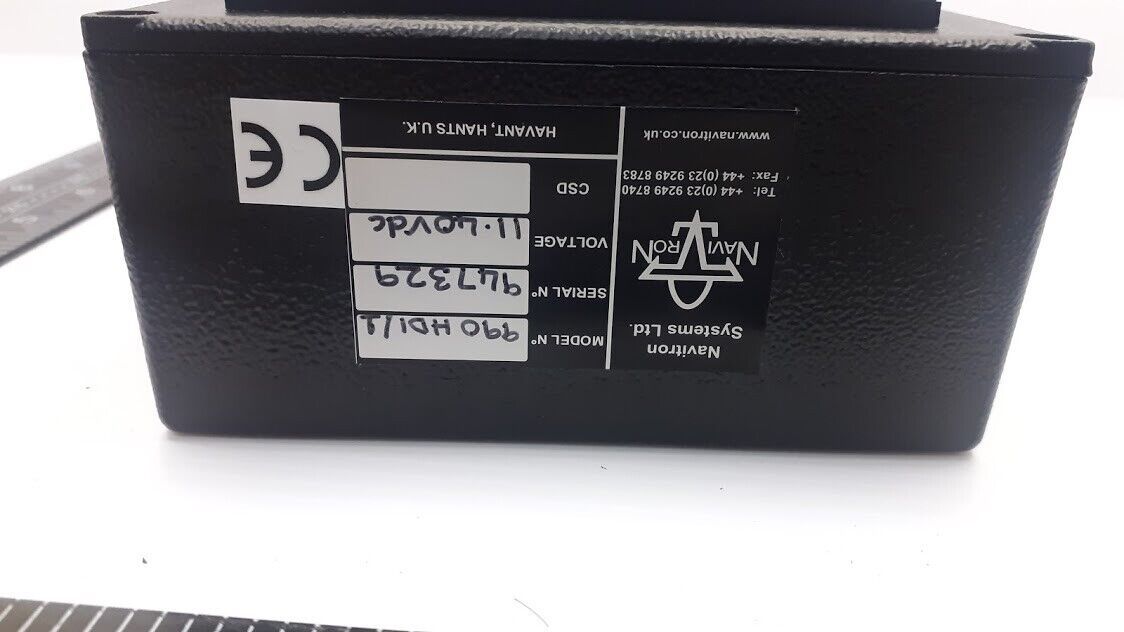 Navitron
Systems Ltd.
NAVITRON
Tel: +44 (0)23 9249 8740
Fax: +44 (0)23 9249 8783
www.navitron.co.uk
MODEL Nº 990 HDI/1
SERIAL Nº 947329
VOLTAGE 11·40Vdc
CSD
HAVANT, HANTS U.K.
CE